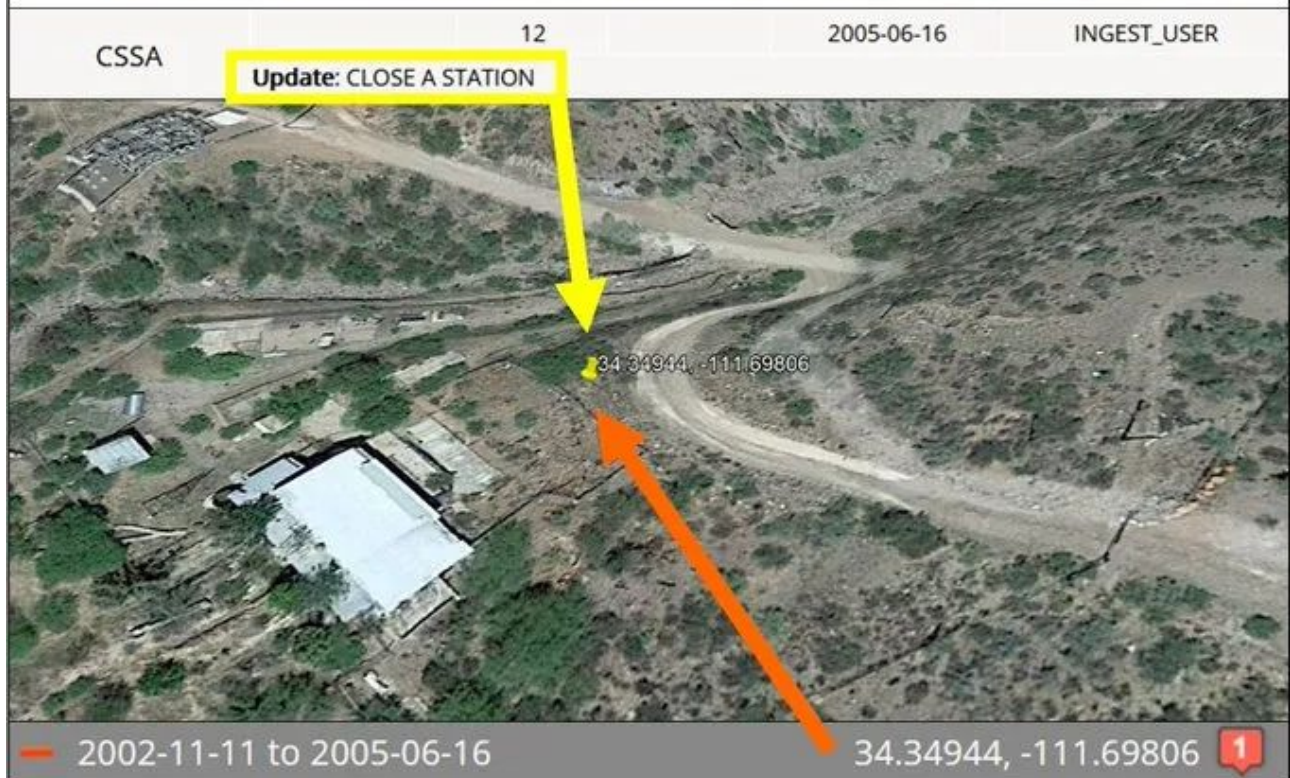 12 2005-06-16 INGEST_USER
CSSA
Update: CLOSE A STATION
34.34944, -111.69806
2002-11-11 to 2005-06-16 34.34944, -111.69806 1